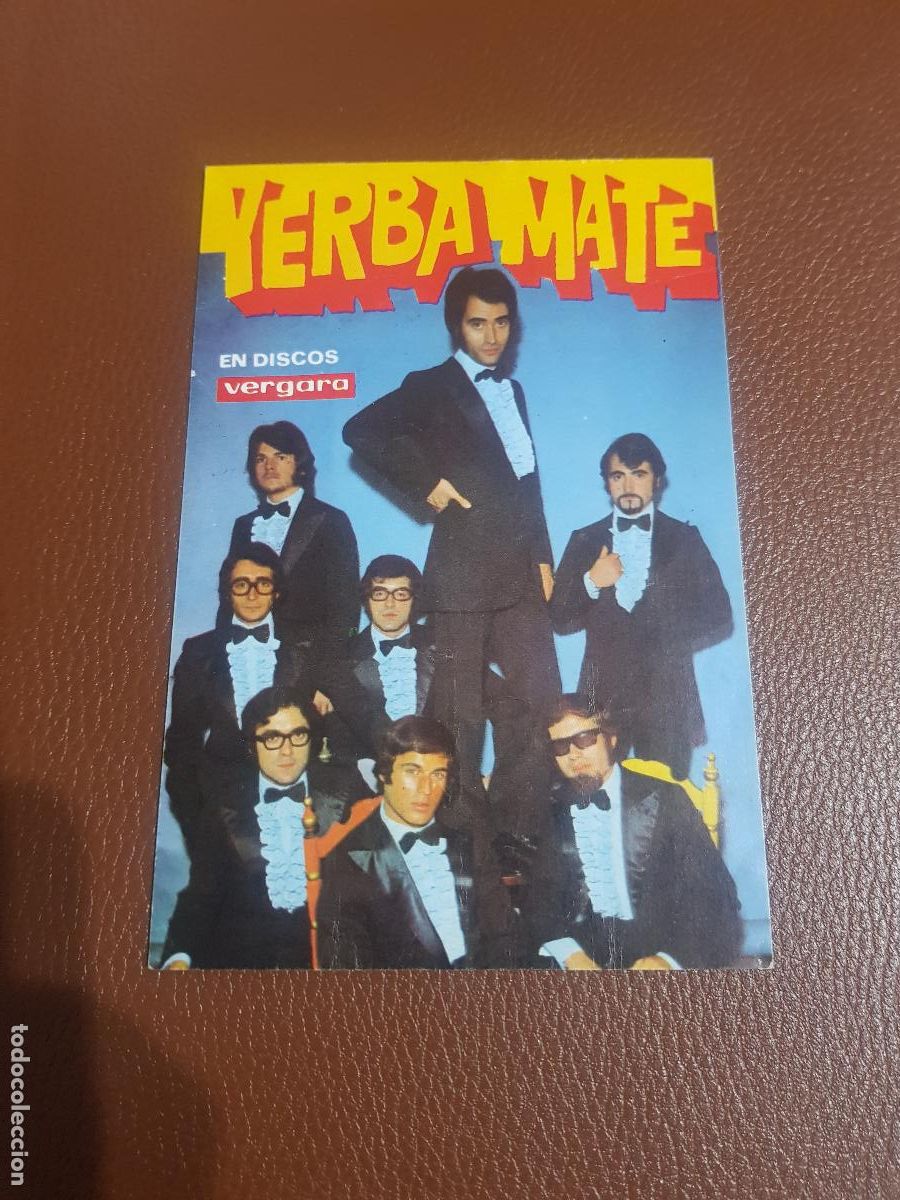 YERBA MATE
EN DISCOS
vergara
todocoleccion